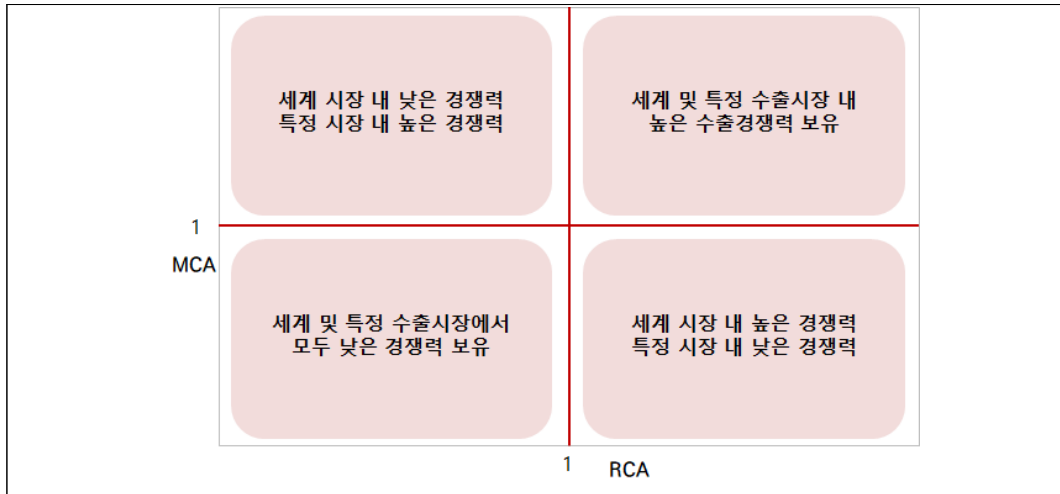 세계 시장 내 낮은 경쟁력
특정 시장 내 높은 경쟁력
세계 및 특정 수출시장 내
높은 수출경쟁력 보유
1
MCA
세계 및 특정 수출시장에서
모두 낮은 경쟁력 보유
세계 시장 내 높은 경쟁력
특정 시장 내 낮은 경쟁력
1
RCA